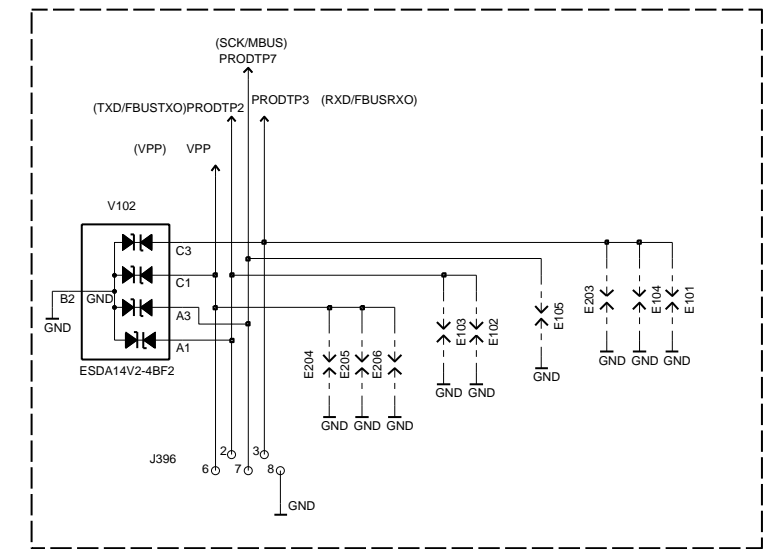 (SCK/MBUS)
PRODTP7
(TXD/FBUSTXO)PRODTP2
PRODTP3 (RXD/FBUSRXO)
(VPP) VPP
V102
C3
C1
B2 GND
A3
A1
GND
ESDA14V2-4BF2
E204
E205
E206
E103
E102
E105
E203
E104
E101
GND GND GND
GND
GND GND
GND GND GND
J396
2
3
6
7
8
GND